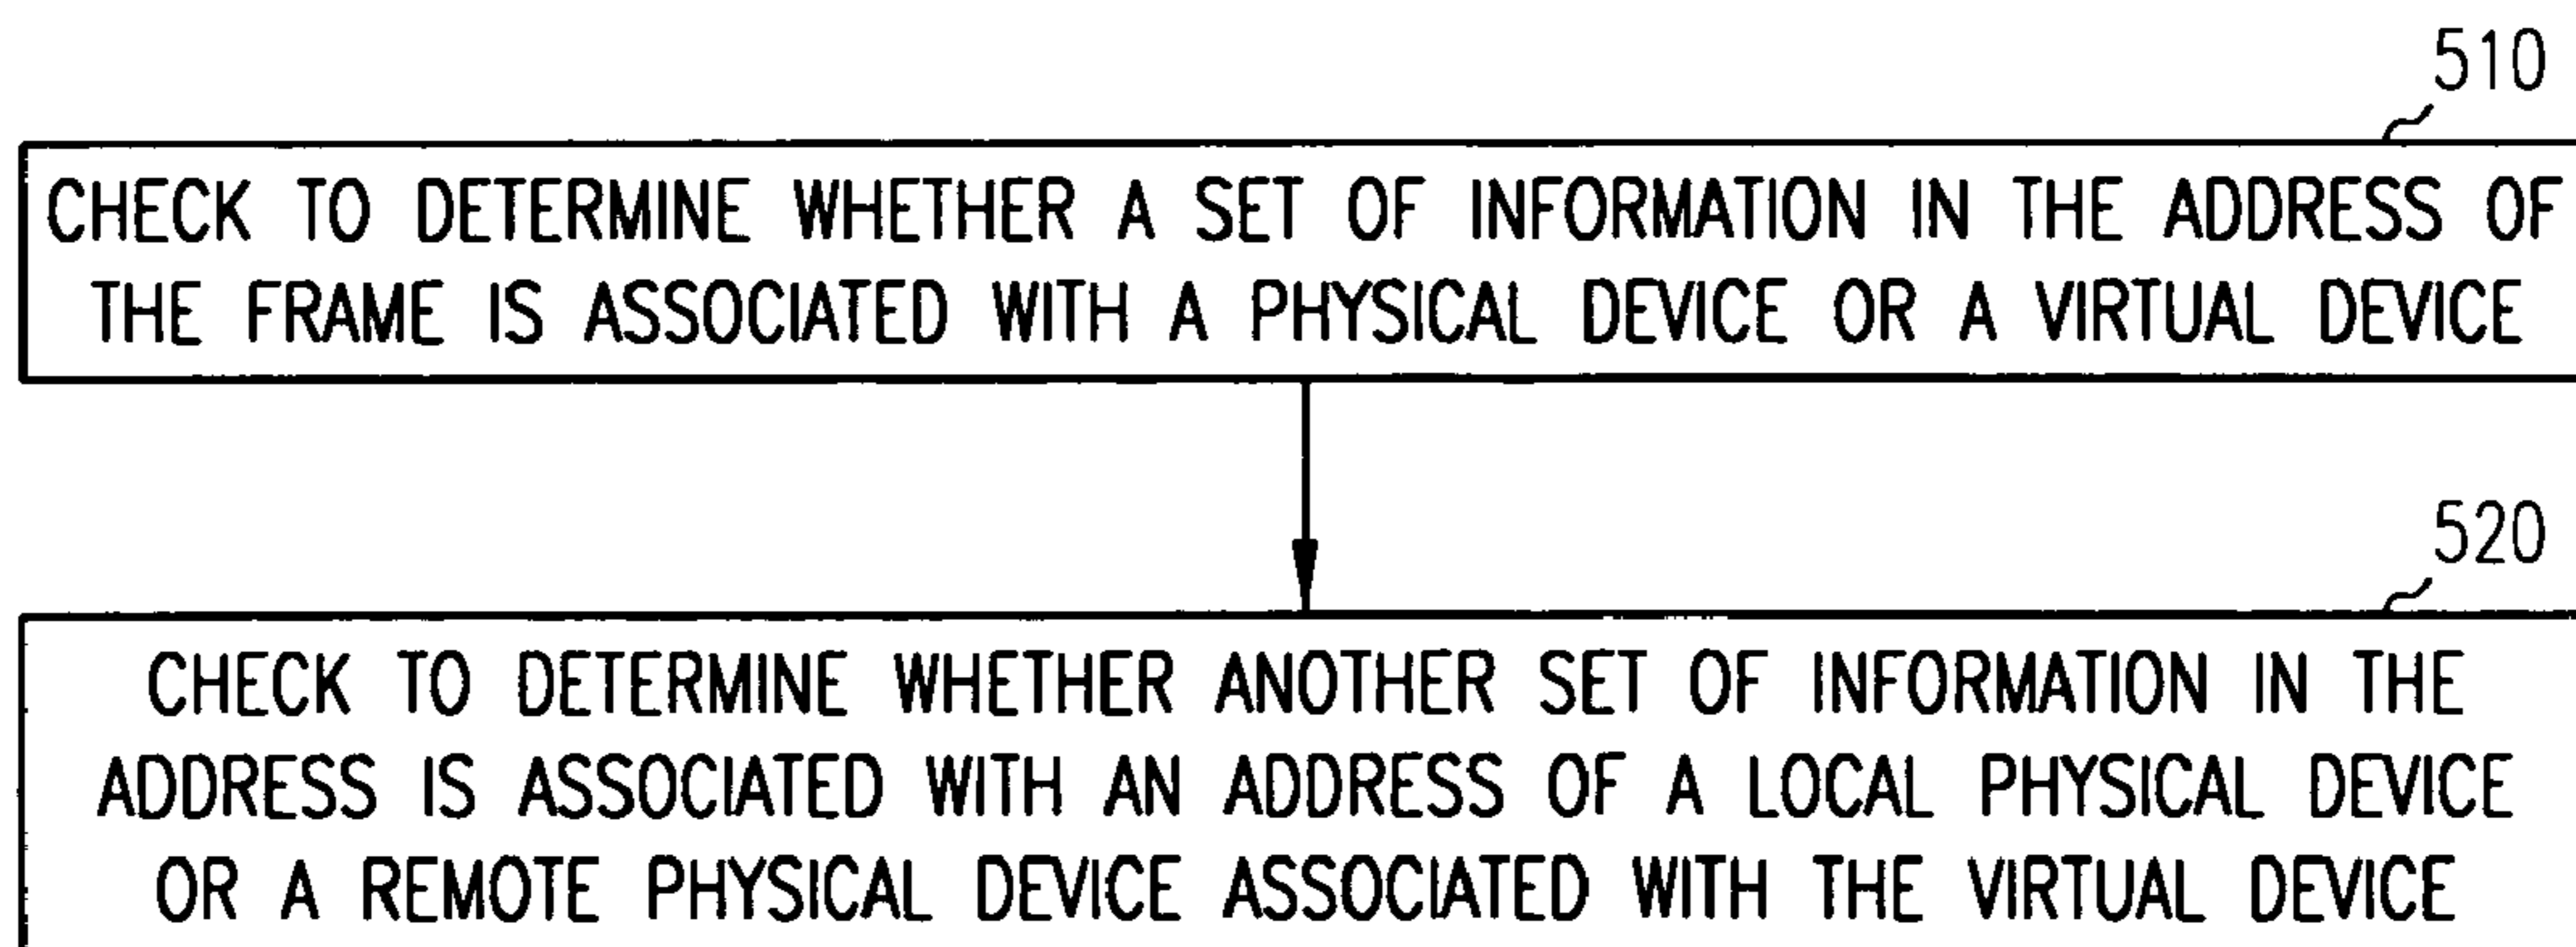 510
CHECK TO DETERMINE WHETHER A SET OF INFORMATION IN THE ADDRESS OF
THE FRAME IS ASSOCIATED WITH A PHYSICAL DEVICE OR A VIRTUAL DEVICE
520
CHECK TO DETERMINE WHETHER ANOTHER SET OF INFORMATION IN THE
ADDRESS IS ASSOCIATED WITH AN ADDRESS OF A LOCAL PHYSICAL DEVICE
OR A REMOTE PHYSICAL DEVICE ASSOCIATED WITH THE VIRTUAL DEVICE